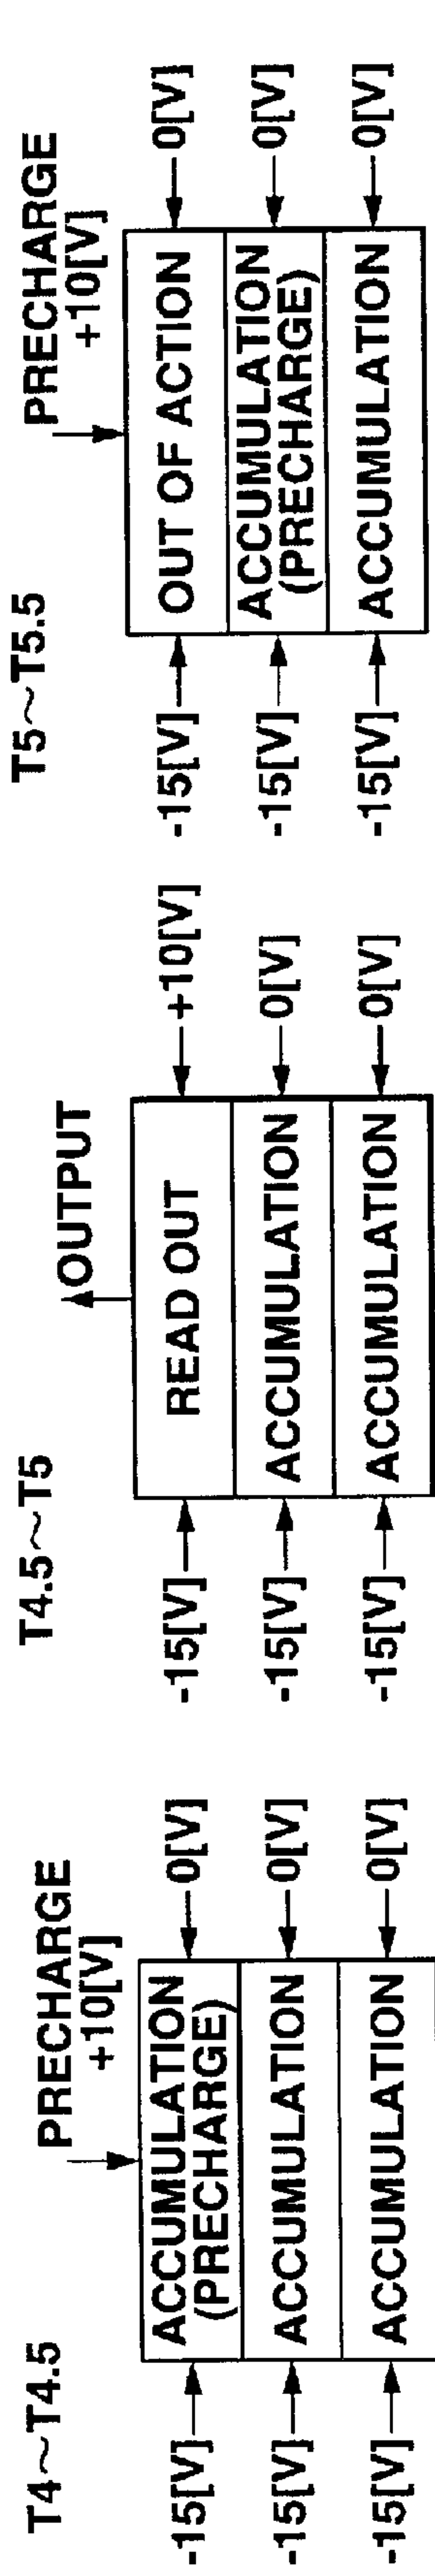 T4~T4.5
PRECHARGE
+10[V]
-15[V] ACCUMULATION (PRECHARGE) 0[V]
-15[V] ACCUMULATION 0[V]
-15[V] ACCUMULATION 0[V]
T4.5~T5
OUTPUT
-15[V] READ OUT +10[V]
-15[V] ACCUMULATION 0[V]
-15[V] ACCUMULATION 0[V]
T5~T5.5
PRECHARGE
+10[V]
-15[V] OUT OF ACTION 0[V]
-15[V] ACCUMULATION (PRECHARGE) 0[V]
-15[V] ACCUMULATION 0[V]